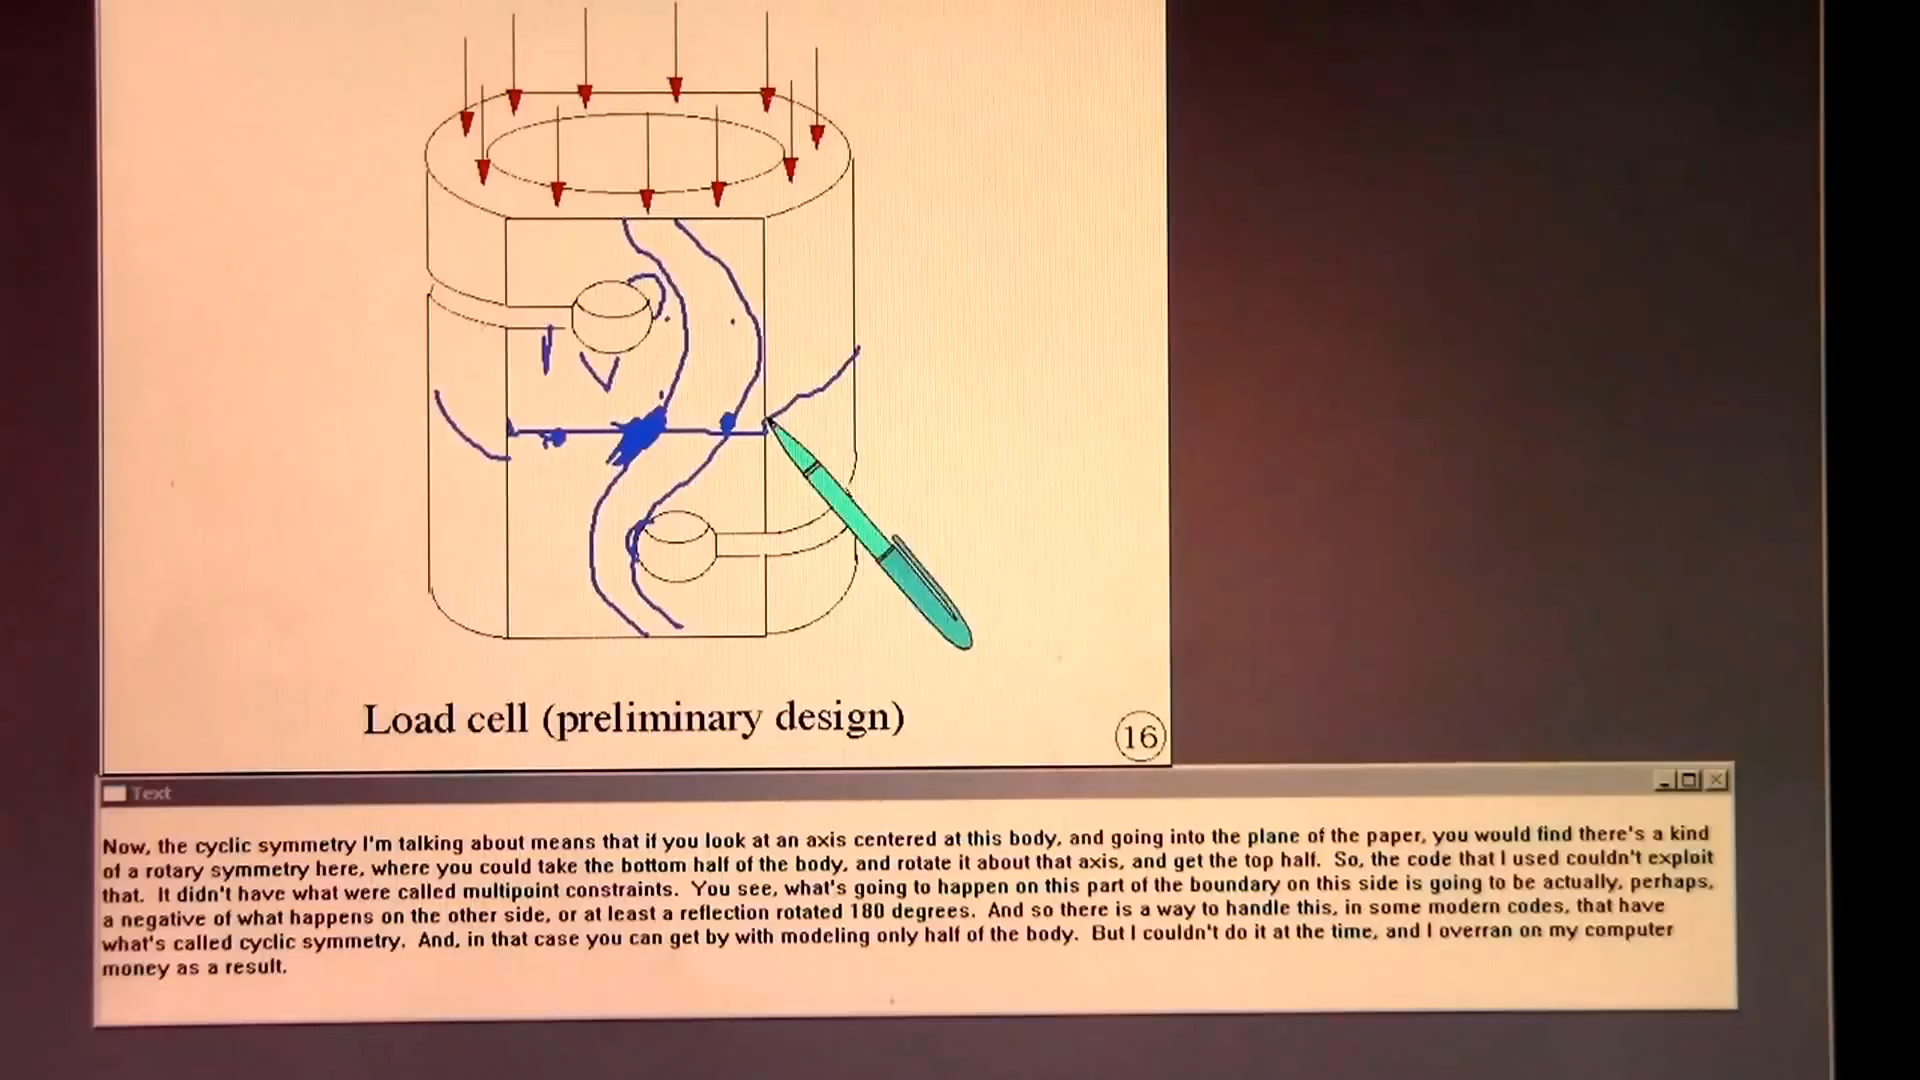 Load cell (preliminary design)
16
Text
Now, the cyclic symmetry I'm talking about means that if you look at an axis centered at this body, and going into the plane of the paper, you would find there's a kind
of a rotary symmetry here, where you could take the bottom half of the body, and rotate it about that axis, and get the top half.  So, the code that I used couldn't exploit
that.  It didn't have what were called multipoint constraints.  You see, what's going to happen on this part of the boundary on this side is going to be actually, perhaps,
a negative of what happens on the other side, or at least a reflection rotated 180 degrees.  And so there is a way to handle this, in some modern codes, that have
what's called cyclic symmetry.  And, in that case you can get by with modeling only half of the body.  But I couldn't do it at the time, and I overran on my computer
money as a result.